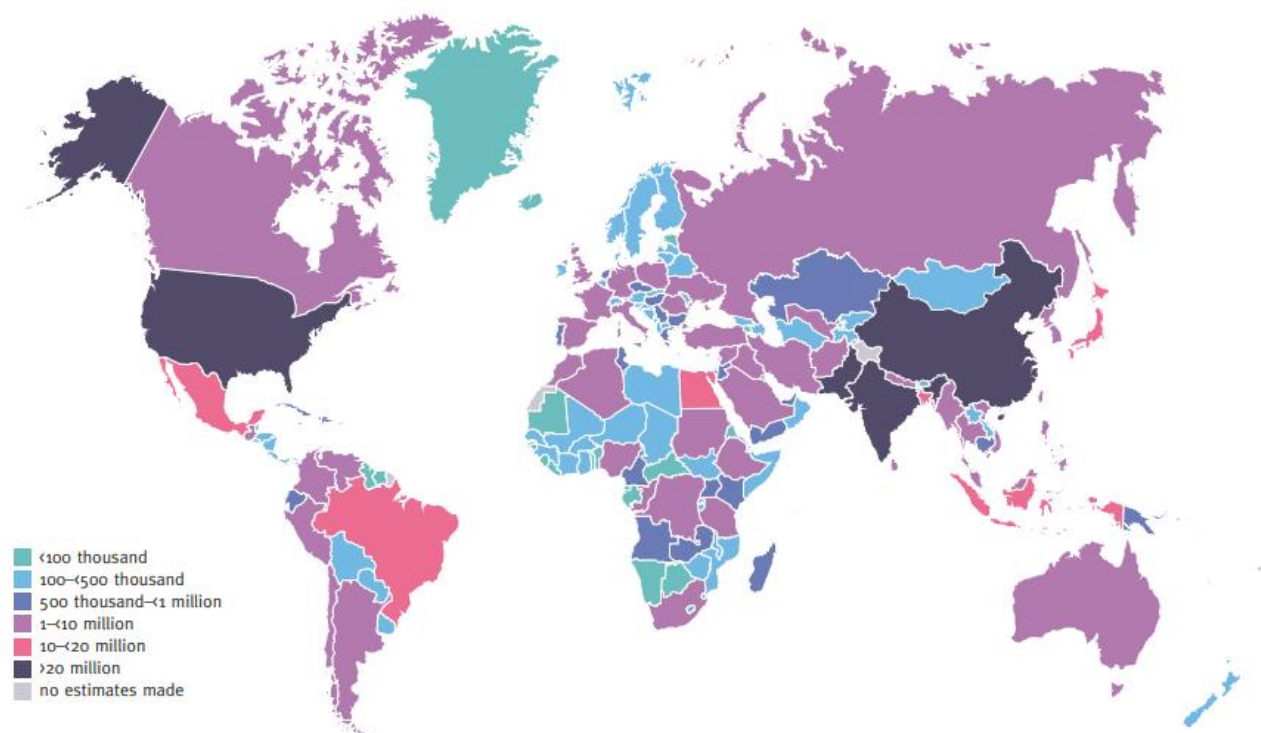 <100 thousand
100–<500 thousand
500 thousand–<1 million
1–<10 million
10–<20 million
>20 million
no estimates made